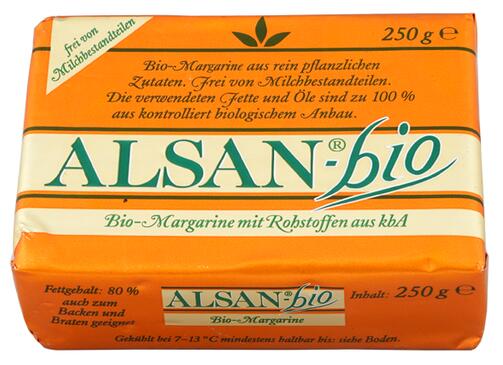 frei von
Milchbestandteilen
250 g e
Bio-Margarine aus rein pflanzlichen
Zutaten. Frei von Milchbestandteilen.
Die verwendeten Fette und Öle sind zu 100 %
aus kontrolliert biologischem Anbau.
ALSAN®-bio
Bio-Margarine mit Rohstoffen aus kbA
Fettgehalt: 80 %
auch zum
Backen und
Braten geeignet
ALSAN®-bio
Bio-Margarine
Inhalt: 250 g e
Gekühlt bei 7-13 °C mindestens haltbar bis: siehe Boden.